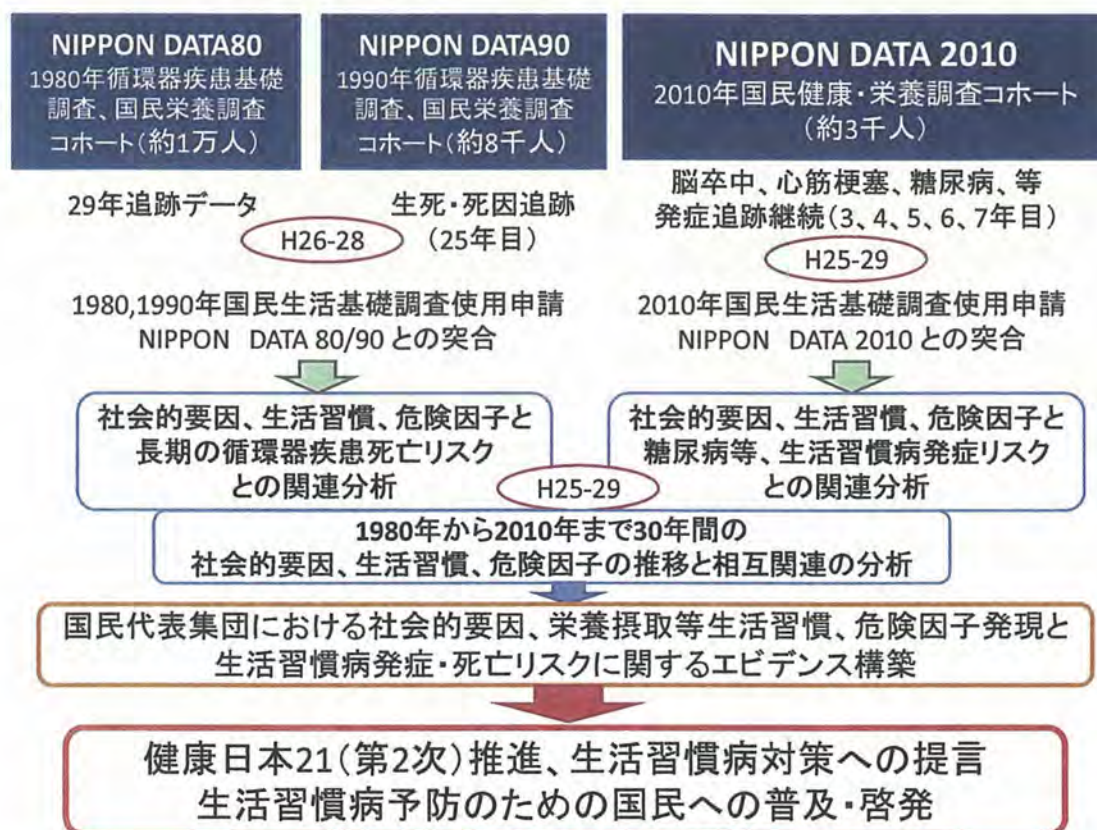 NIPPON DATA80
1980年循環器疾患基礎
調査、国民栄養調査
コホート(約1万人)
NIPPON DATA90
1990年循環器疾患基礎
調査、国民栄養調査
コホート(約8千人)
NIPPON DATA 2010
2010年国民健康・栄養調査コホート
(約3千人)
29年追跡データ
生死・死因追跡
(25年目)
H26-28
脳卒中、心筋梗塞、糖尿病、等
発症追跡継続(3、4、5、6、7年目)
H25-29
1980,1990年国民生活基礎調査使用申請
NIPPON DATA 80/90 との突合
2010年国民生活基礎調査使用申請
NIPPON DATA 2010 との突合
社会的要因、生活習慣、危険因子と
長期の循環器疾患死亡リスク
との関連分析
社会的要因、生活習慣、危険因子と
糖尿病等、生活習慣病発症リスク
との関連分析
H25-29
1980年から2010年まで30年間の
社会的要因、生活習慣、危険因子の推移と相互関連の分析
国民代表集団における社会的要因、栄養摂取等生活習慣、危険因子発現と
生活習慣病発症・死亡リスクに関するエビデンス構築
健康日本21(第2次)推進、生活習慣病対策への提言
生活習慣病予防のための国民への普及・啓発